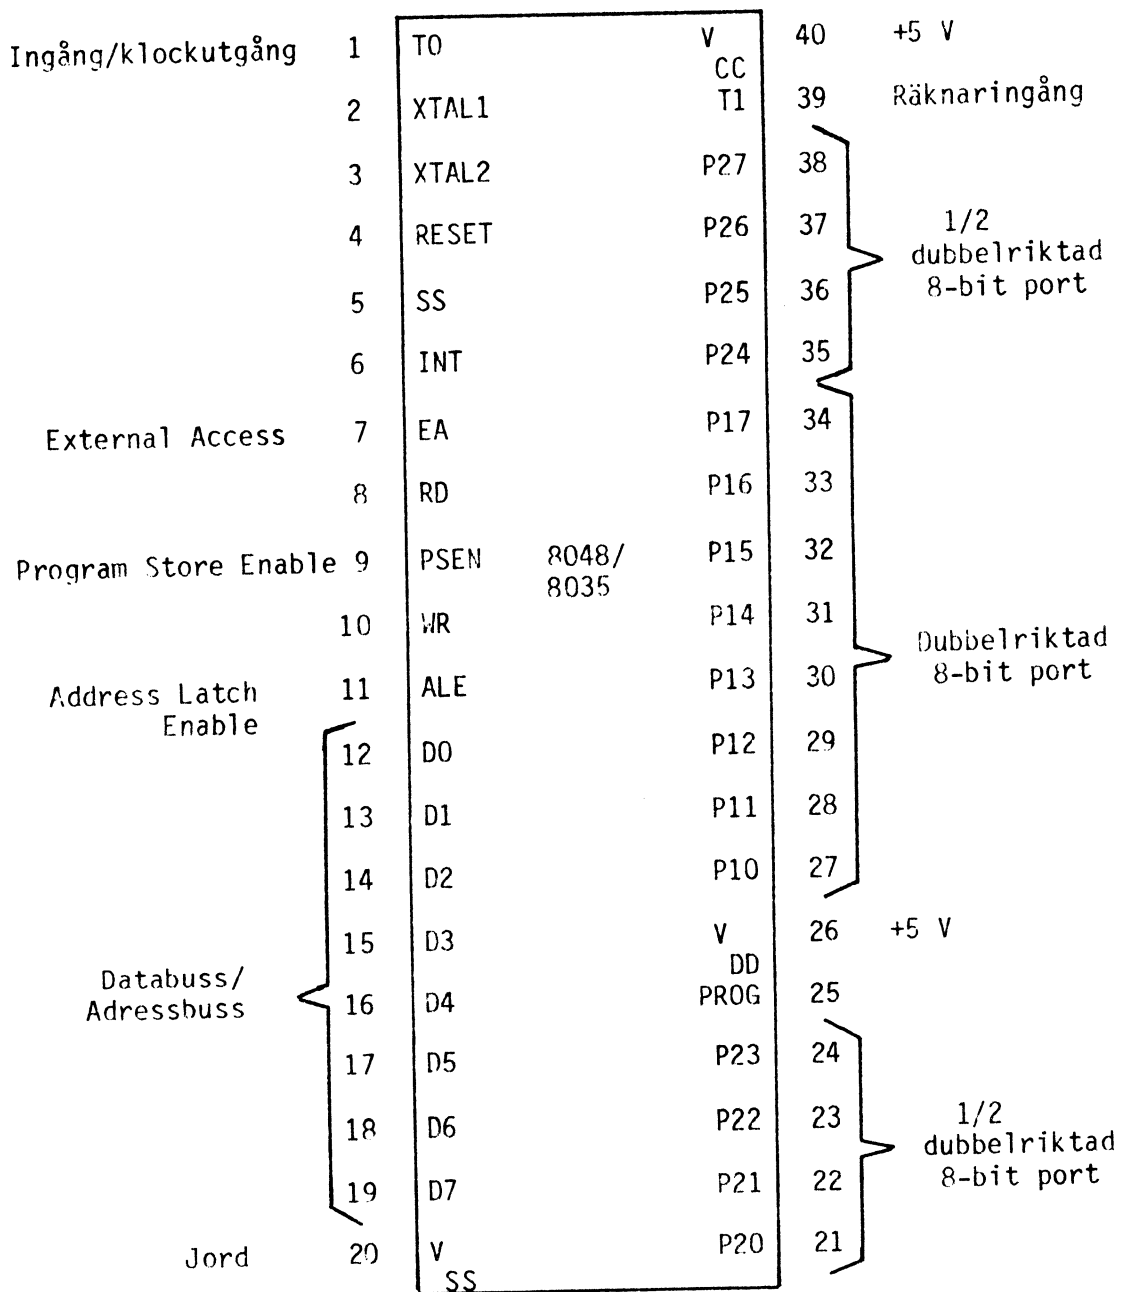 Ingång/klockutgång 1 T0 V CC 40 +5 V
2 XTAL1 T1 39 Räknaringång
3 XTAL2 P27 38
4 RESET P26 37 1/2
dubbelriktad
5 SS P25 36 8-bit port
6 INT P24 35
External Access 7 EA P17 34
8 RD P16 33
Program Store Enable 9 PSEN 8048/ P15 32
8035
10 WR P14 31
Dubbelriktad
Address Latch 11 ALE P13 30 8-bit port
Enable
12 D0 P12 29
13 D1 P11 28
14 D2 P10 27
15 D3 V DD 26 +5 V
Databuss/
Adressbuss 16 D4 PROG 25
17 D5 P23 24
18 D6 P22 23 1/2
dubbelriktad
19 D7 P21 22 8-bit port
Jord 20 V SS P20 21